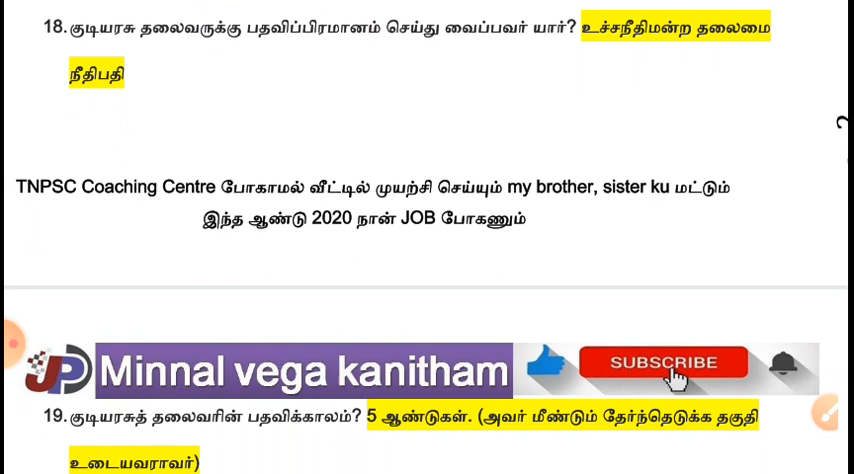 18. குடியரசு தலைவருக்கு பதவிப்பிரமானம் செய்து வைப்பவர் யார்? உச்சநீதிமன்ற தலைமை
நீதிபதி
TNPSC Coaching Centre போகாமல் வீட்டில் முயற்சி செய்யும் my brother, sister ku மட்டும்
இந்த ஆண்டு 2020 நான் JOB போகணும்
JP Minnal vega kanitham SUBSCRIBE
19. குடியரசுத் தலைவரின் பதவிக்காலம்? 5 ஆண்டுகள். (அவர் மீண்டும் தேர்ந்தெடுக்க தகுதி
உடையவராவர்)